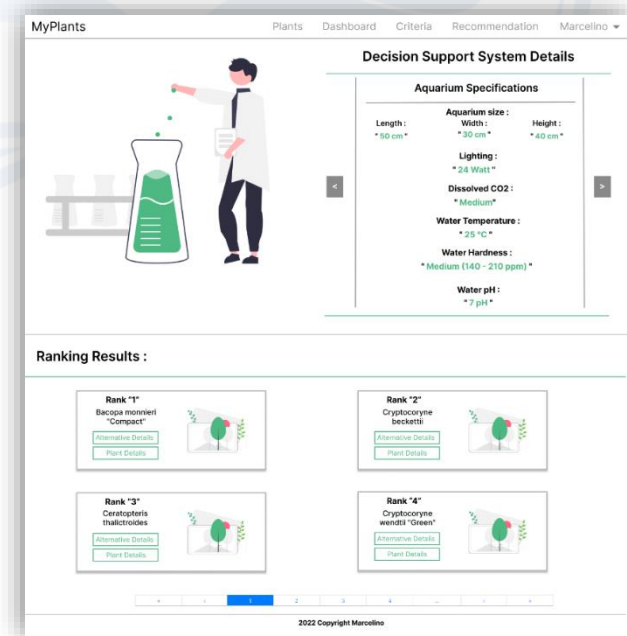 MyPlants Plants Dashboard Criteria Recommendation Marcelino
Decision Support System Details
Aquarium Specifications
Aquarium size :
Length : Width : Height :
" 50 cm " " 30 cm " " 40 cm "
Lighting :
" 24 Watt "
Dissolved CO2 :
" Medium"
Water Temperature :
" 25 °C "
Water Hardness :
" Medium (140 - 210 ppm) "
Water pH :
" 7 pH "
<
>
Ranking Results :
Rank "1"
Bacopa monnieri
"Compact"
Alternative Details
Plant Details
Rank "2"
Cryptocoryne
beckettii
Alternative Details
Plant Details
Rank "3"
Ceratopteris
thalictroides
Alternative Details
Plant Details
Rank "4"
Cryptocoryne
wendtii "Green"
Alternative Details
Plant Details
« ‹ 1 2 3 4 ... › »
2022 Copyright Marcelino